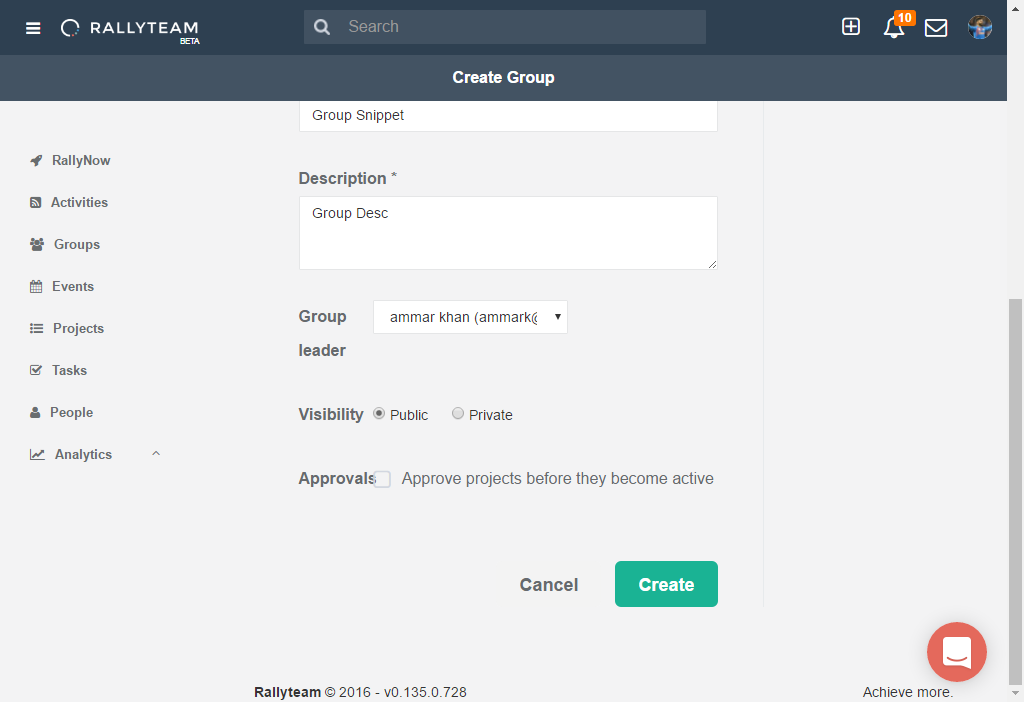 RALLYTEAM
BETA
Search
10
Create Group
Group Snippet
RallyNow
Activities
Groups
Events
Projects
Tasks
People
Analytics
Description *
Group Desc
Group leader
ammar khan (ammark@
Visibility
Public
Private
Approvals
Approve projects before they become active
Cancel
Create
Rallyteam © 2016 - v0.135.0.728
Achieve more.